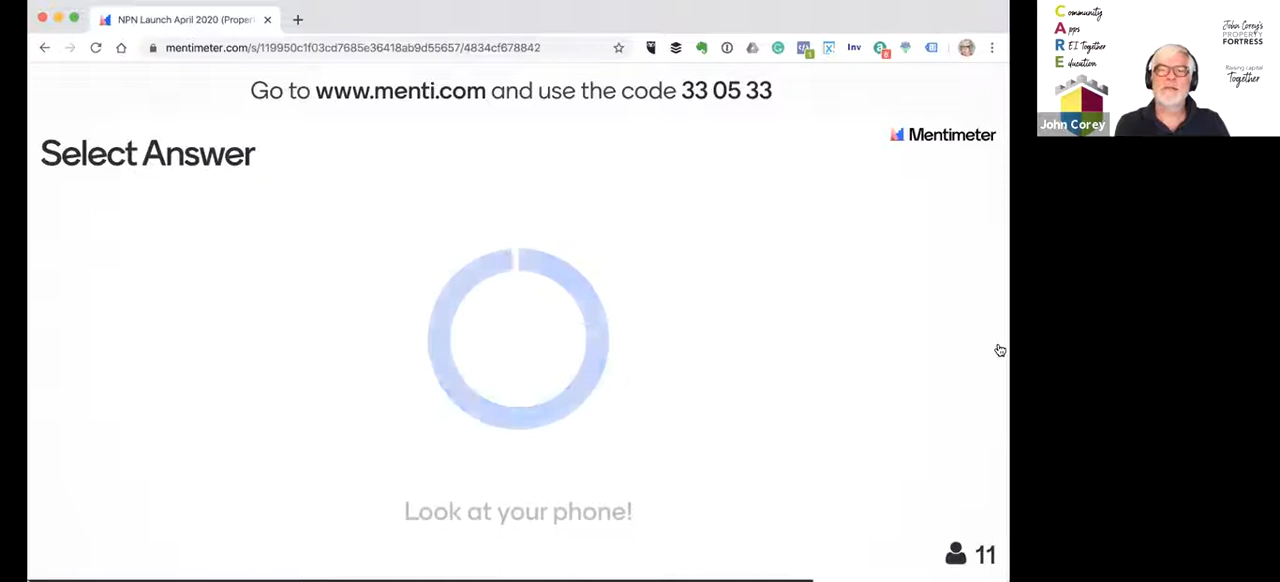 NPN Launch April 2020 (Proper
mentimeter.com/s/119950c1f03cd7685e36418ab9d55657/4834cf678842
Inv
Go to www.menti.com and use the code 33 05 33
Mentimeter
Select Answer
Look at your phone!
11
Community
Apps
REI Together
Education
John Corey's
PROPERTY
FORTRESS
Raising capital
Together
John Corey